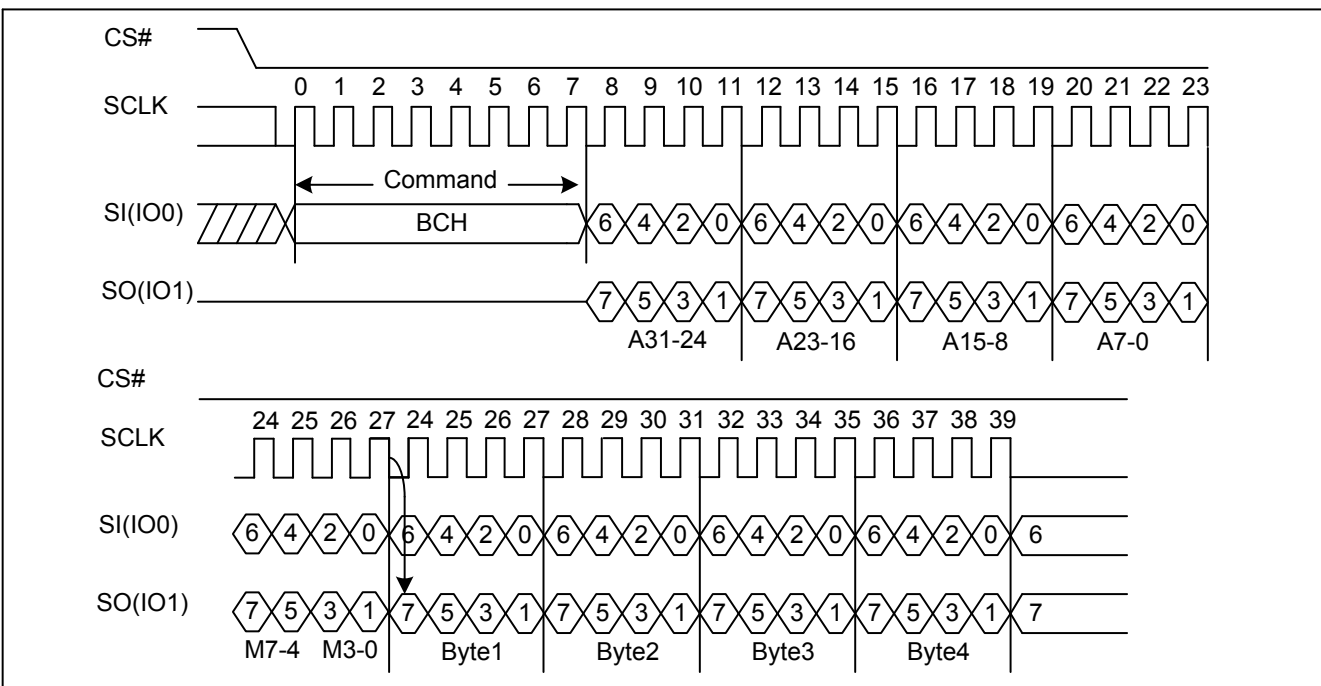 CS#
0 1 2 3 4 5 6 7 8 9 10 11 12 13 14 15 16 17 18 19 20 21 22 23
SCLK
Command
SI(IO0) BCH 6 4 2 0 6 4 2 0 6 4 2 0 6 4 2 0
SO(IO1) 7 5 3 1 7 5 3 1 7 5 3 1 7 5 3 1
A31-24 A23-16 A15-8 A7-0
CS#
24 25 26 27 24 25 26 27 28 29 30 31 32 33 34 35 36 37 38 39
SCLK
SI(IO0) 6 4 2 0 6 4 2 0 6 4 2 0 6 4 2 0 6 4 2 0 6
SO(IO1) 7 5 3 1 7 5 3 1 7 5 3 1 7 5 3 1 7 5 3 1 7
M7-4 M3-0 Byte1 Byte2 Byte3 Byte4